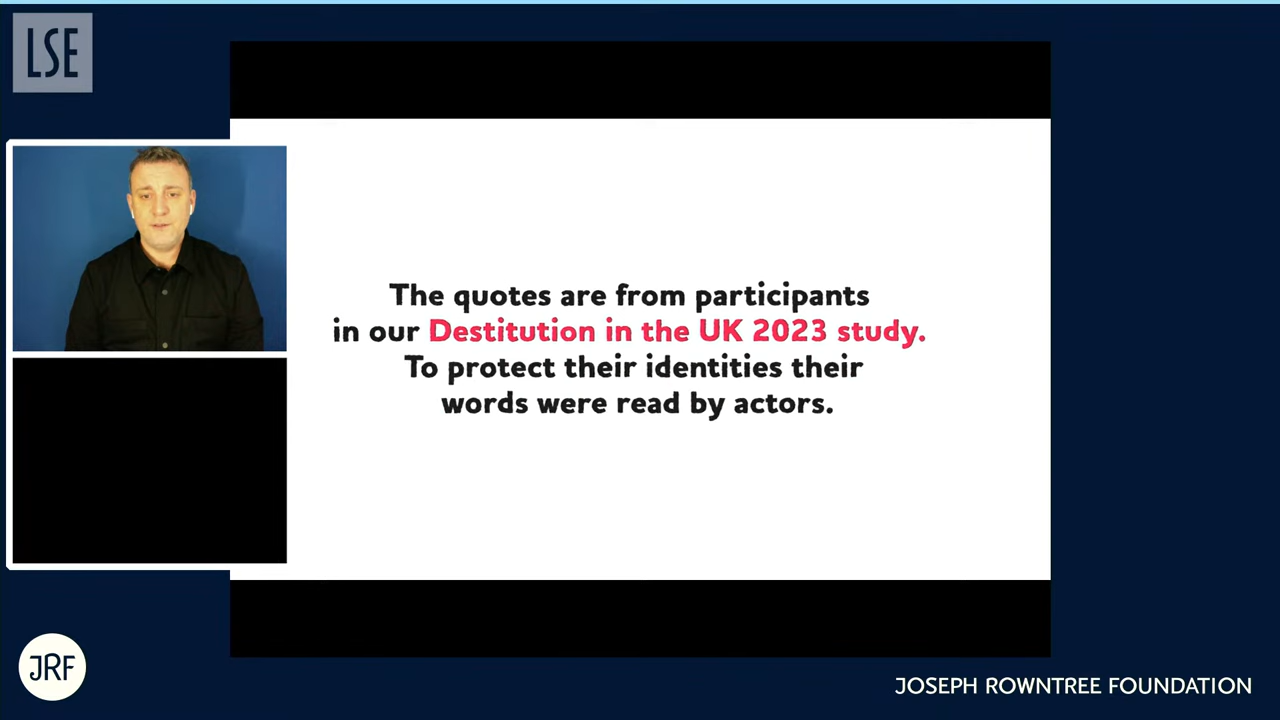 LSE
The quotes are from participants
in our Destitution in the UK 2023 study.
To protect their identities their
words were read by actors.
JRF
JOSEPH ROWNTREE FOUNDATION